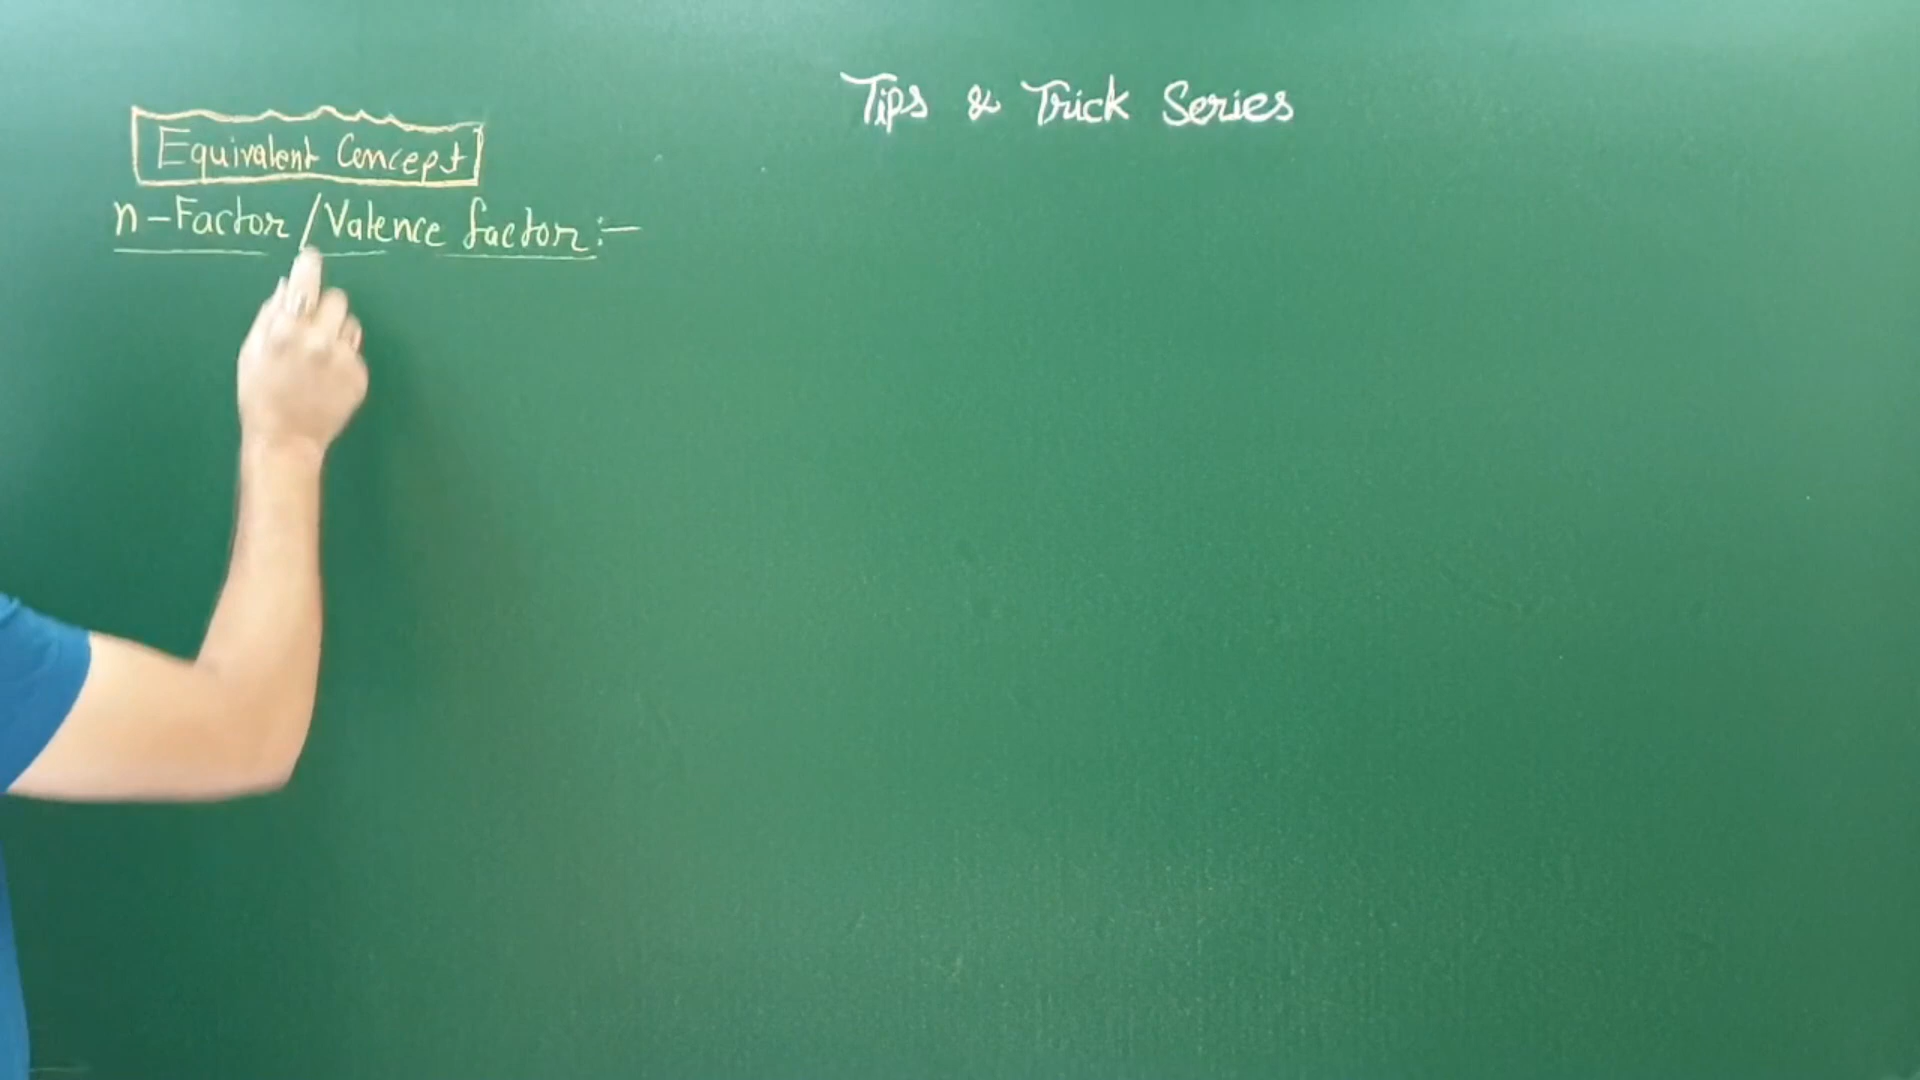 Tips & Trick Series
Equivalent Concept
n-Factor / Valence factor :-